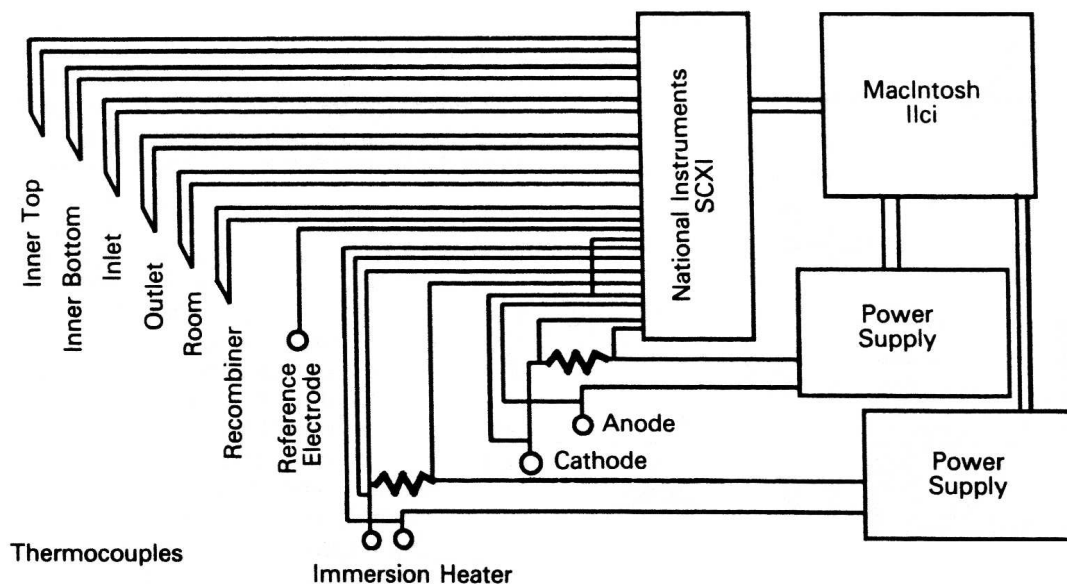 National Instruments
SCXI
MacIntosh
IIci
Inner Top
Inner Bottom
Inlet
Outlet
Room
Recombiner
Reference
Electrode
Power
Supply
Anode
Cathode
Power
Supply
Thermocouples
Immersion Heater